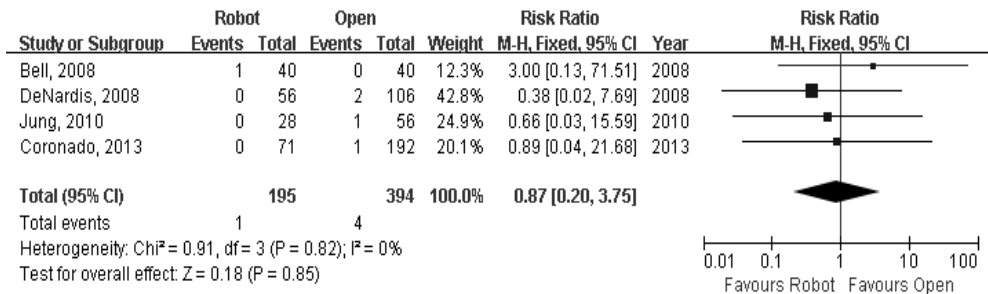 Robot Open Risk Ratio Risk Ratio
Study or Subgroup Events Total Events Total Weight M-H, Fixed, 95% CI Year M-H, Fixed, 95% CI
Bell, 2008 1 40 0 40 12.3% 3.00 [0.13, 71.51] 2008
DeNardis, 2008 0 56 2 106 42.8% 0.38 [0.02, 7.69] 2008
Jung, 2010 0 28 1 56 24.9% 0.66 [0.03, 15.59] 2010
Coronado, 2013 0 71 1 192 20.1% 0.89 [0.04, 21.68] 2013
Total (95% CI) 195 394 100.0% 0.87 [0.20, 3.75]
Total events 1 4
Heterogeneity: Chi² = 0.91, df = 3 (P = 0.82); I² = 0%
Test for overall effect: Z = 0.18 (P = 0.85)
0.01 0.1 1 10 100
Favours Robot Favours Open